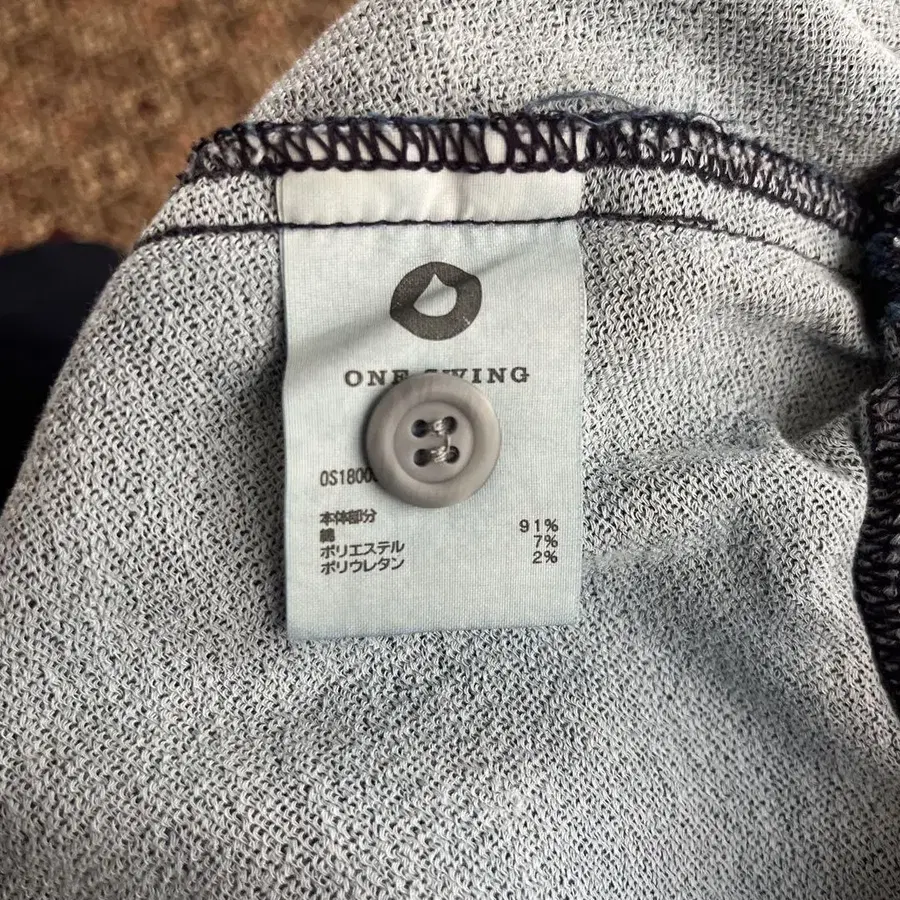 ONE
OS1800
本体部分
綿 91%
ポリエステル 7%
ポリウレタン 2%